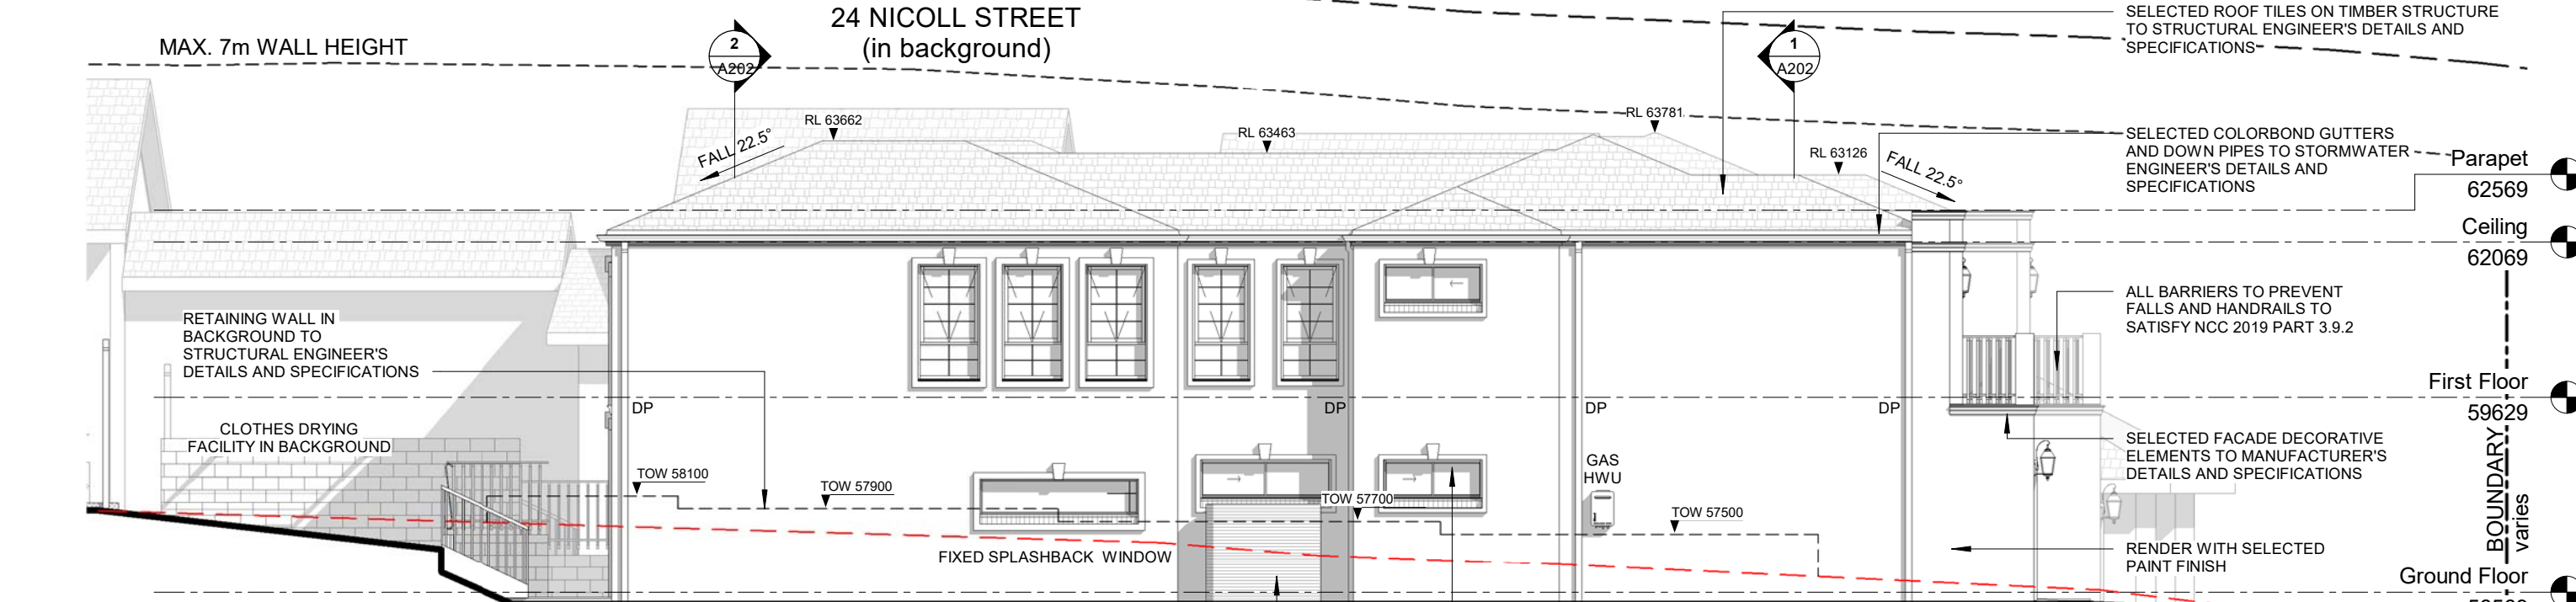 24 NICOLL STREET
(in background)
MAX. 7m WALL HEIGHT
2
A202
1
A202
SELECTED ROOF TILES ON TIMBER STRUCTURE
TO STRUCTURAL ENGINEER'S DETAILS AND
SPECIFICATIONS
RL 63662
FALL 22.5°
RL 63463
RL 63781
RL 63126
FALL 22.5°
SELECTED COLORBOND GUTTERS
AND DOWN PIPES TO STORMWATER
ENGINEER'S DETAILS AND
SPECIFICATIONS
Parapet
62569
Ceiling
62069
ALL BARRIERS TO PREVENT
FALLS AND HANDRAILS TO
SATISFY NCC 2019 PART 3.9.2
RETAINING WALL IN
BACKGROUND TO
STRUCTURAL ENGINEER'S
DETAILS AND SPECIFICATIONS
First Floor
59629
DP
DP
DP
DP
CLOTHES DRYING
FACILITY IN BACKGROUND
SELECTED FACADE DECORATIVE
ELEMENTS TO MANUFACTURER'S
DETAILS AND SPECIFICATIONS
GAS
HWU
TOW 58100
TOW 57900
TOW 57700
TOW 57500
BOUNDARY
varies
FIXED SPLASHBACK WINDOW
RENDER WITH SELECTED
PAINT FINISH
Ground Floor